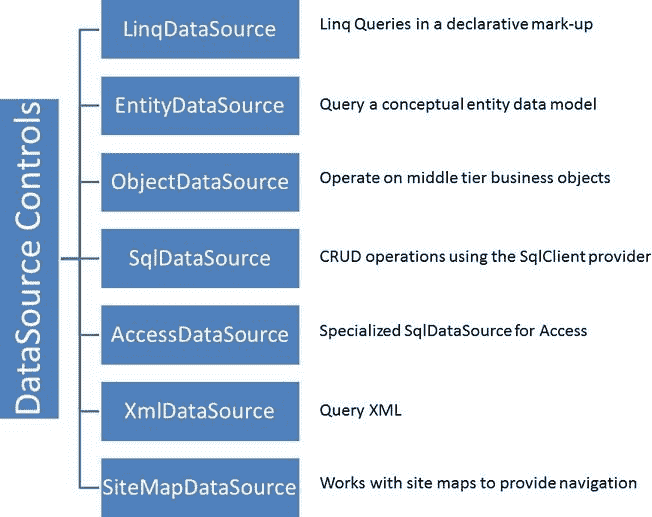 DataSource Controls
LinqDataSource
Linq Queries in a declarative mark-up
EntityDataSource
Query a conceptual entity data model
ObjectDataSource
Operate on middle tier business objects
SqlDataSource
CRUD operations using the SqlClient provider
AccessDataSource
Specialized SqlDataSource for Access
XmlDataSource
Query XML
SiteMapDataSource
Works with site maps to provide navigation